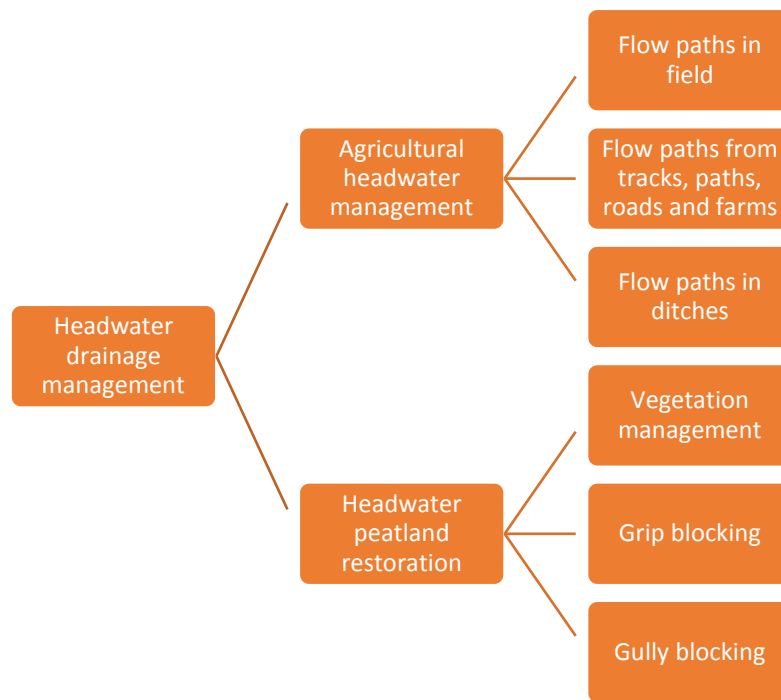 Headwater
drainage
management
Agricultural
headwater
management
Flow paths in
field
Flow paths from
tracks, paths,
roads and farms
Flow paths in
ditches
Headwater
peatland
restoration
Vegetation
management
Grip blocking
Gully blocking